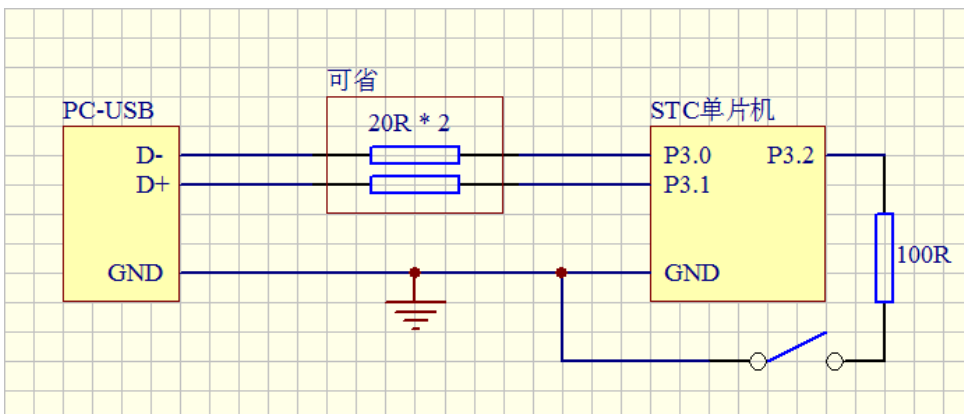 可省
PC-USB
20R * 2
STC单片机
D-
P3.0
P3.2
D+
P3.1
100R
GND
GND